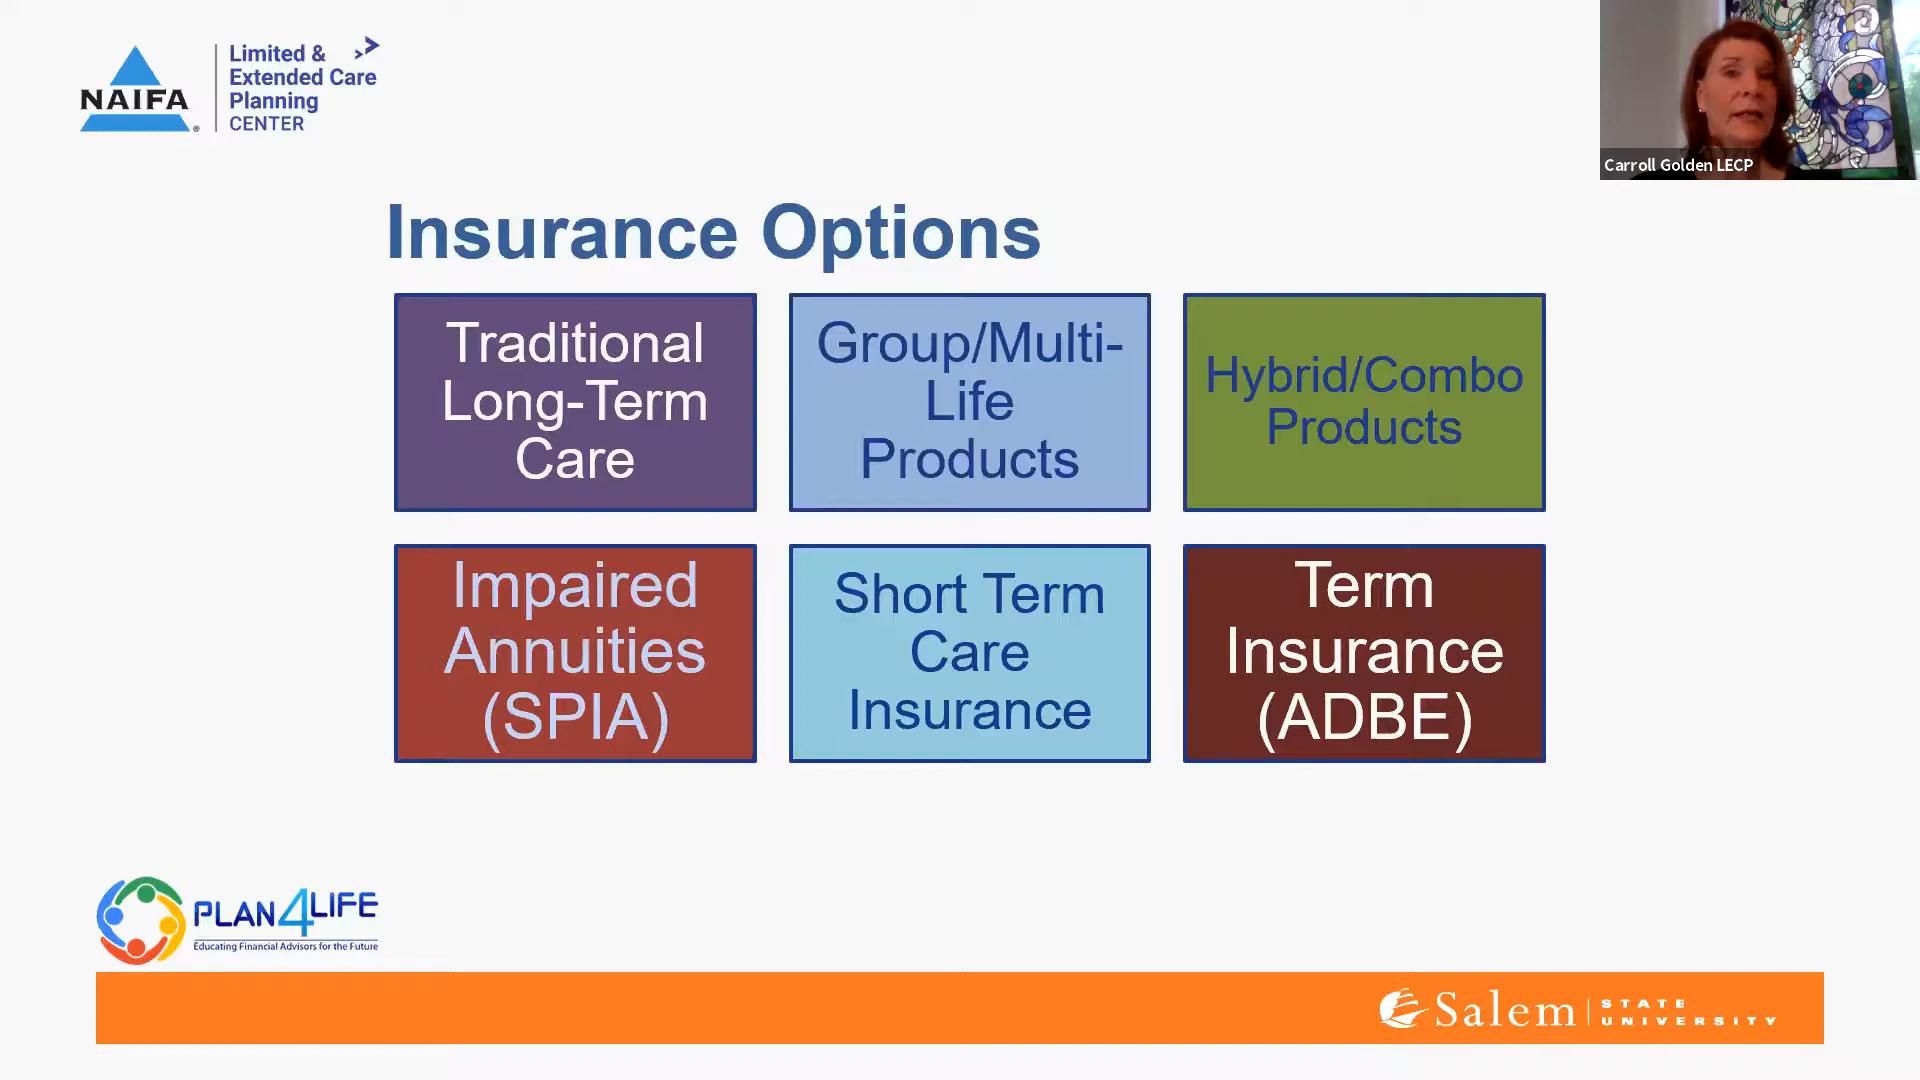 NAIFA®
Limited &
Extended Care
Planning
CENTER
Carroll Golden LECP
Insurance Options
Traditional
Long-Term
Care
Group/Multi-
Life
Products
Hybrid/Combo
Products
Impaired
Annuities
(SPIA)
Short Term
Care
Insurance
Term
Insurance
(ADBE)
PLAN4LIFE
Educating Financial Advisors for the Future
Salem
STATE
UNIVERSITY